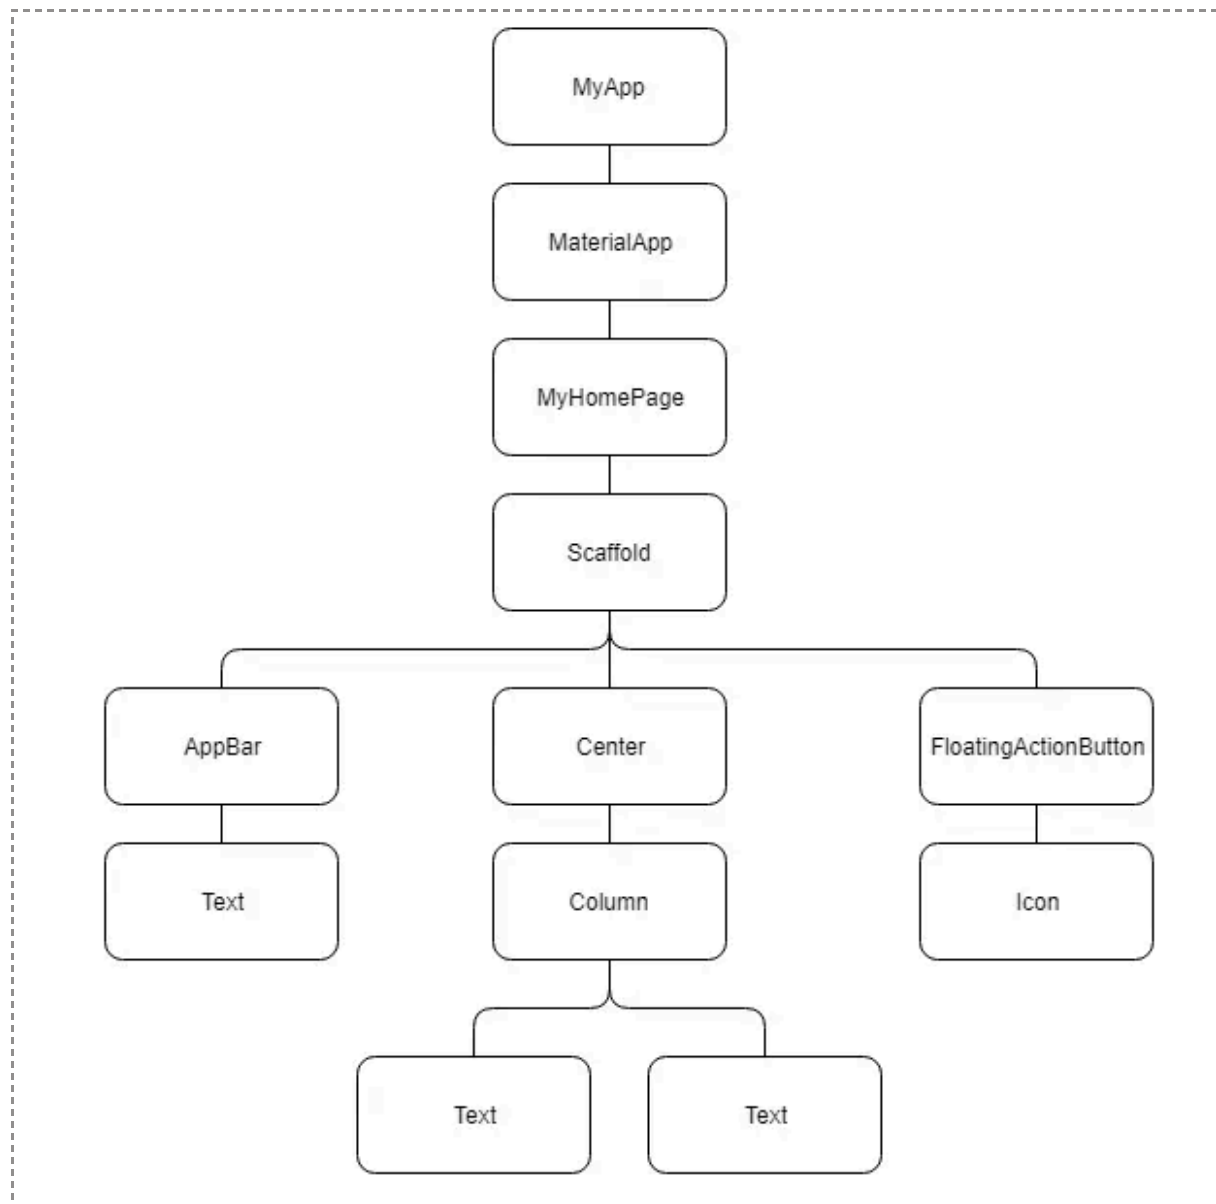 MyApp
MaterialApp
MyHomePage
Scaffold
AppBar
Center
FloatingActionButton
Text
Column
Icon
Text
Text